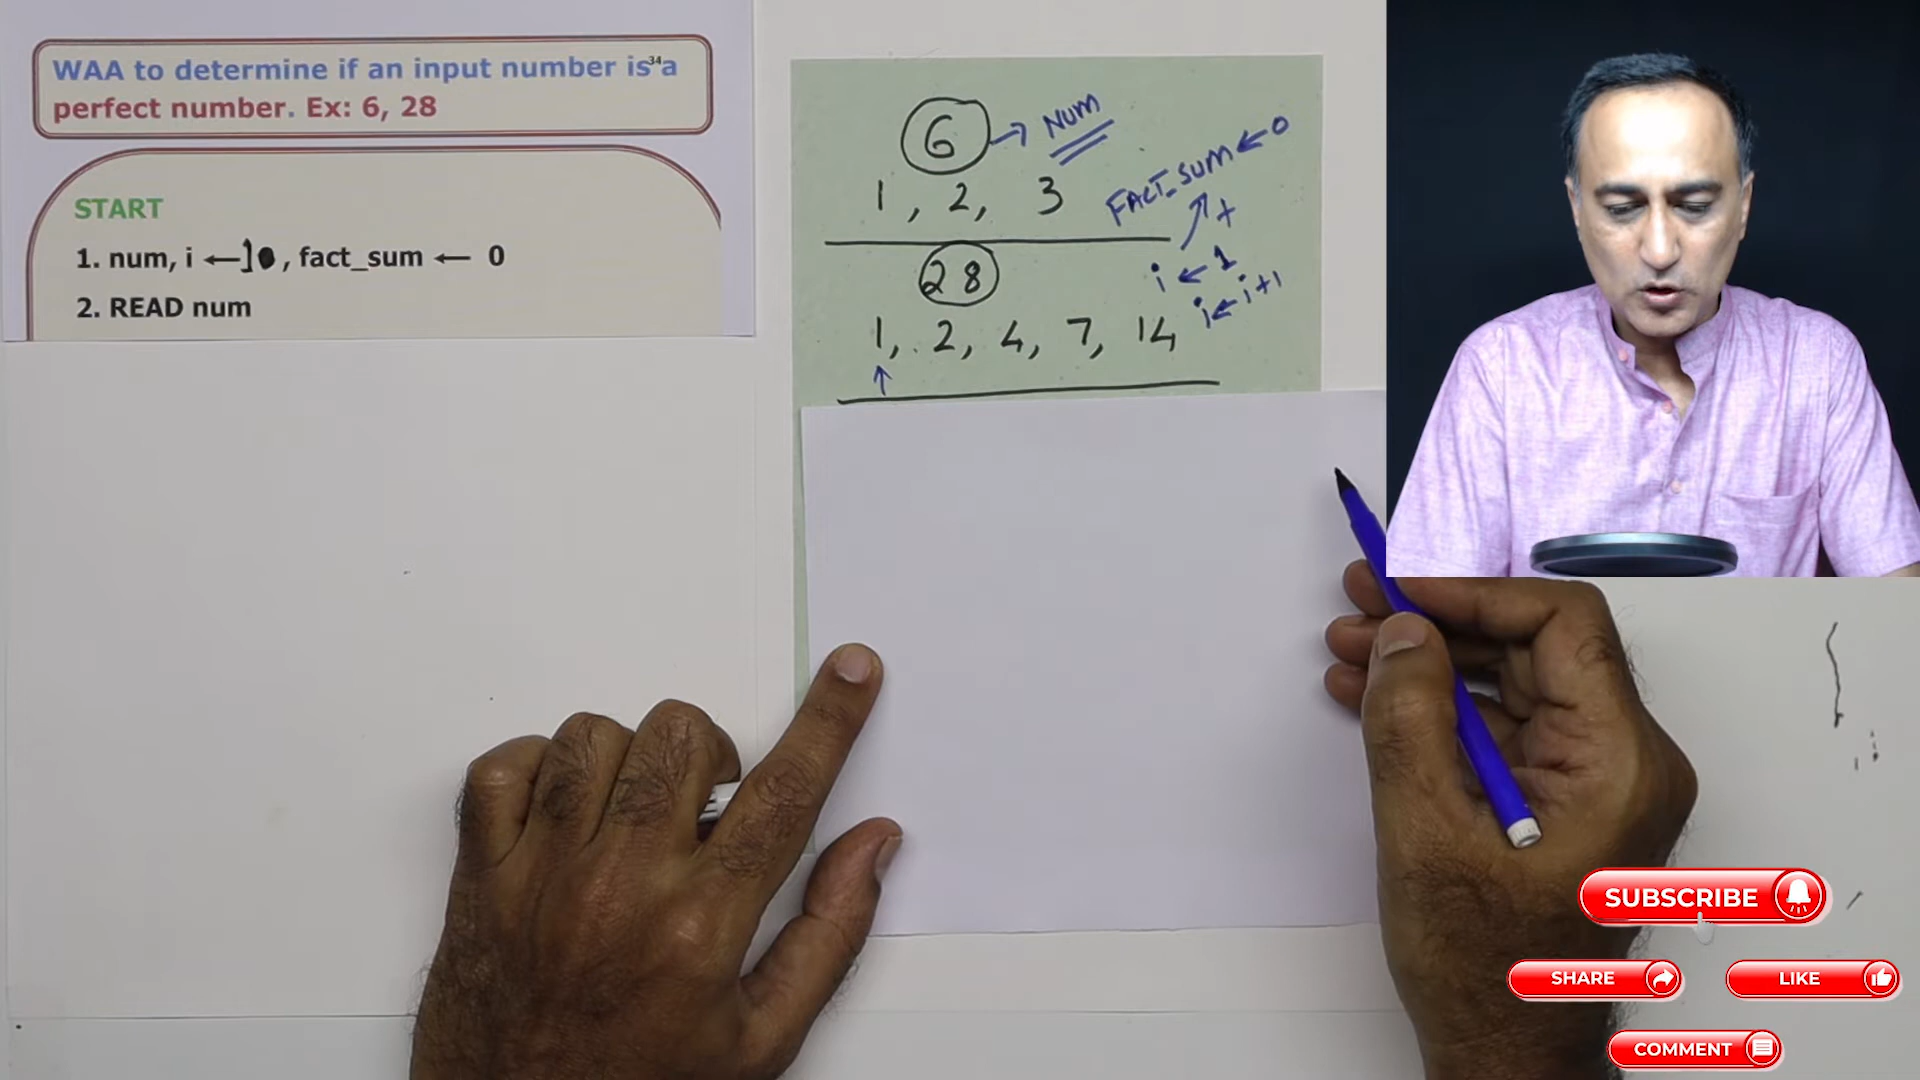 WAA to determine if an input number is a
34
perfect number. Ex: 6, 28
START
1. num, i ← 1, fact_sum ← 0
2. READ num
6 → NUM
1, 2, 3
FACT_SUM ← 0
+
28
i ← 1
i ← i+1
1, 2, 4, 7, 14
SUBSCRIBE
SHARE
LIKE
COMMENT